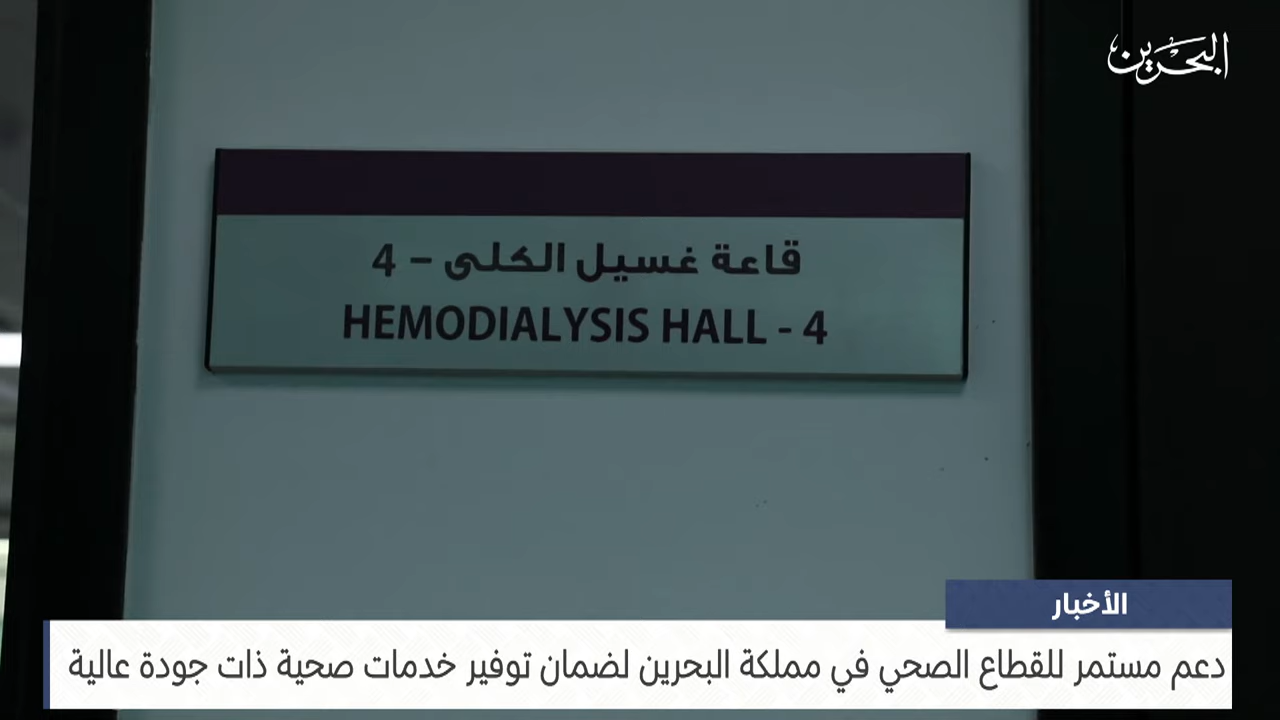 البحرين
قاعة غسيل الكلى – 4
HEMODIALYSIS HALL - 4
الأخبار
دعم مستمر للقطاع الصحي في مملكة البحرين لضمان توفير خدمات صحية ذات جودة عالية